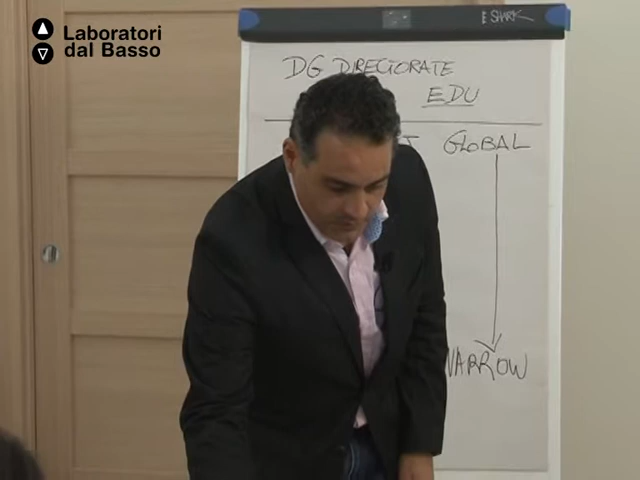 Laboratori
dal Basso
E SHARK
DG DIRECTORATE
EDU
GLOBAL
NARROW